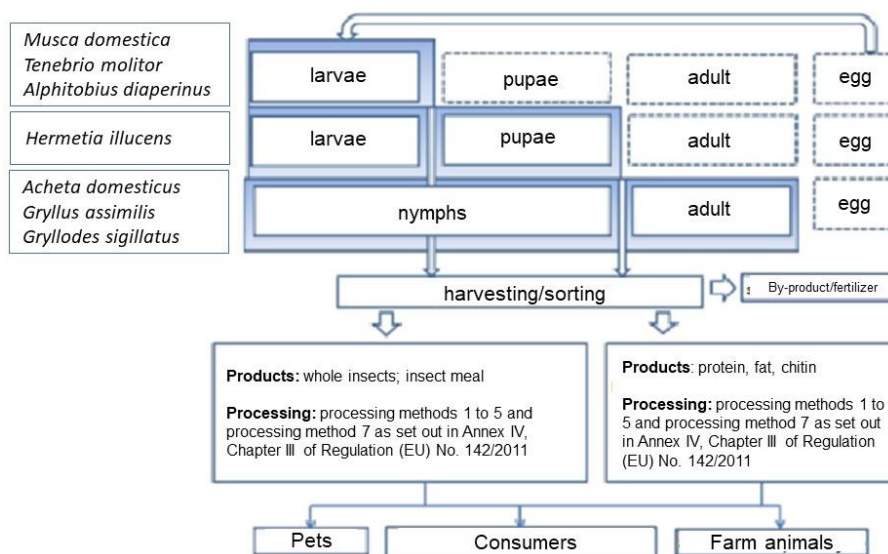 Musca domestica
Tenebrio molitor
Alphitobius diaperinus
larvae
pupae
adult
egg
Hermetia illucens
larvae
pupae
adult
egg
Acheta domesticus
Gryllus assimilis
Gryllodes sigillatus
nymphs
adult
egg
harvesting/sorting
By-product/fertilizer
Products: whole insects; insect meal
Processing: processing methods 1 to 5 and
processing method 7 as set out in Annex IV,
Chapter III of Regulation (EU) No. 142/2011
Products: protein, fat, chitin
Processing: processing methods 1 to
5 and processing method 7 as set out
in Annex IV, Chapter III of Regulation
(EU) No. 142/2011
Pets
Consumers
Farm animals